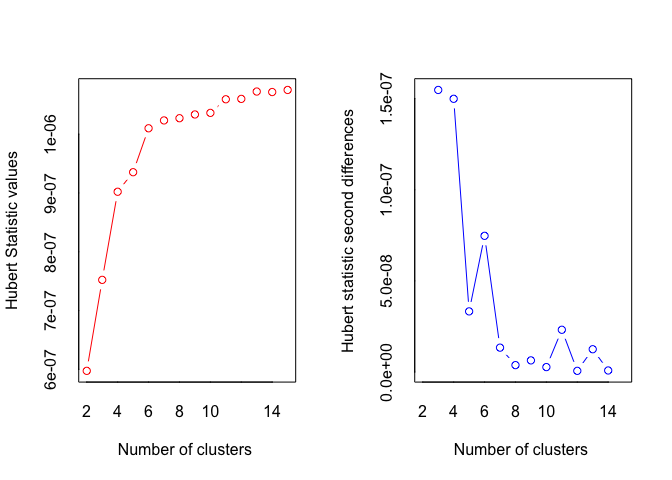 Hubert Statistic values
1e-06
9e-07
8e-07
7e-07
6e-07
2 4 6 8 10 14
Number of clusters
Hubert statistic second differences
1.5e-07
1.0e-07
5.0e-08
0.0e+00
2 4 6 8 10 14
Number of clusters